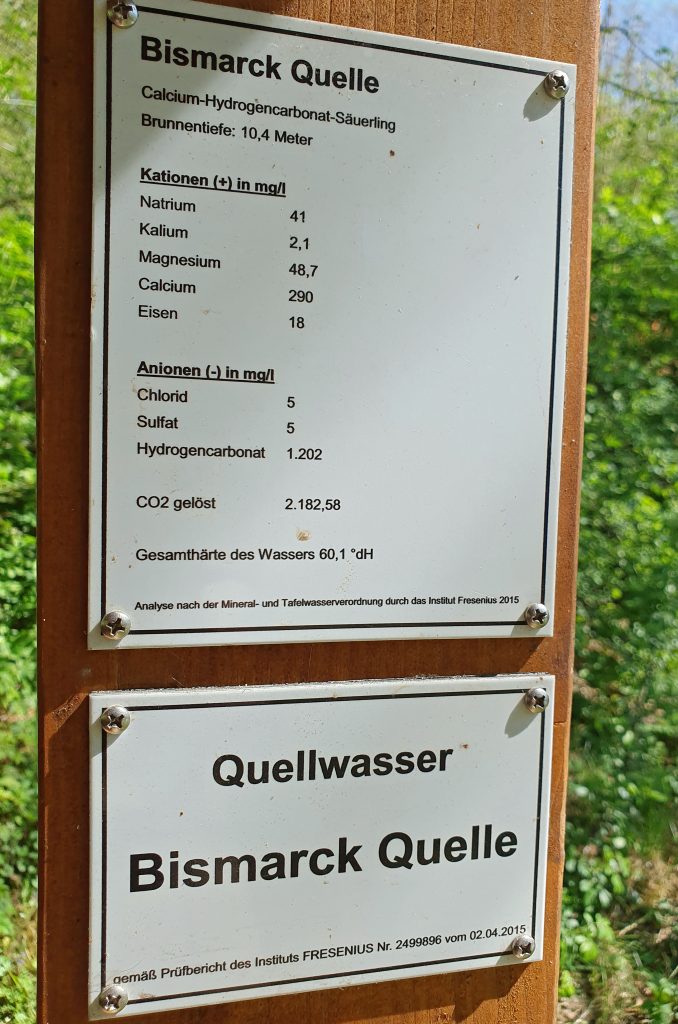 Bismarck Quelle
Calcium-Hydrogencarbonat-Säuerling
Brunnentiefe: 10,4 Meter
Kationen (+) in mg/l
Natrium 41
Kalium 2,1
Magnesium 48,7
Calcium 290
Eisen 18
Anionen (-) in mg/l
Chlorid 5
Sulfat 5
Hydrogencarbonat 1.202
CO2 gelöst 2.182,58
Gesamthärte des Wassers 60,1 °dH
Analyse nach der Mineral- und Tafelwasserverordnung durch das Institut Fresenius 2015
Quellwasser
Bismarck Quelle
gemäß Prüfbericht des Instituts FRESENIUS Nr. 2499896 vom 02.04.2015